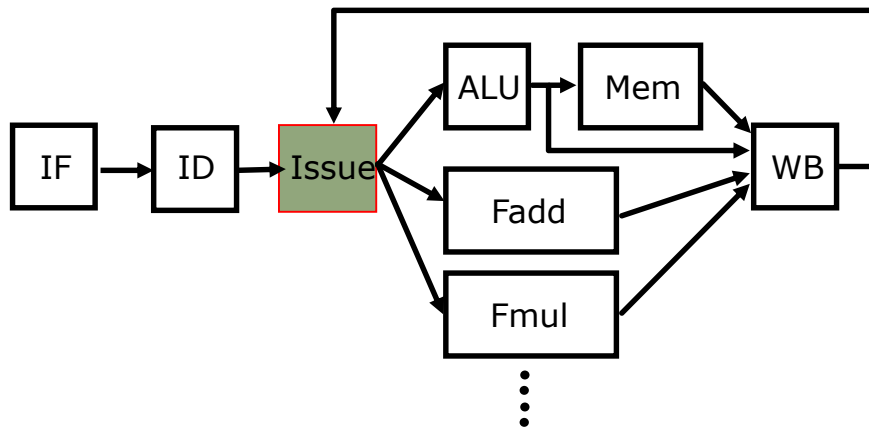 IF
ID
Issue
ALU
Mem
Fadd
Fmul
WB